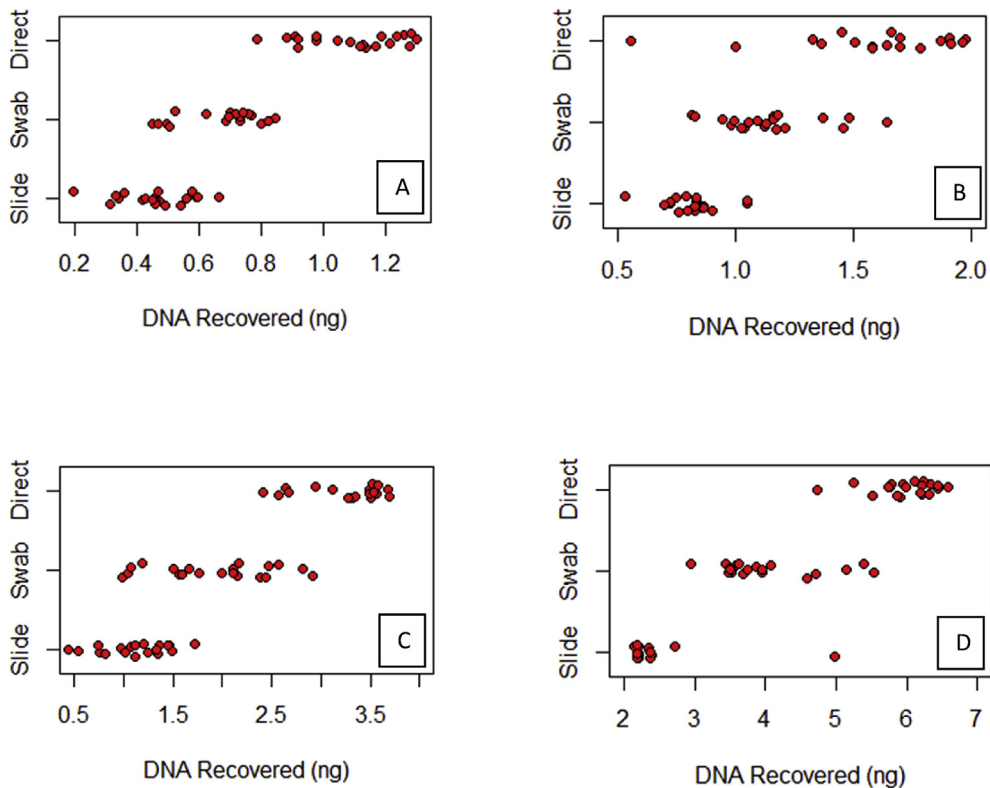 Direct
Swab
Slide
A
0.2 0.4 0.6 0.8 1.0 1.2
DNA Recovered (ng)
Direct
Swab
Slide
B
0.5 1.0 1.5 2.0
DNA Recovered (ng)
Direct
Swab
Slide
C
0.5 1.5 2.5 3.5
DNA Recovered (ng)
Direct
Swab
Slide
D
2 3 4 5 6 7
DNA Recovered (ng)